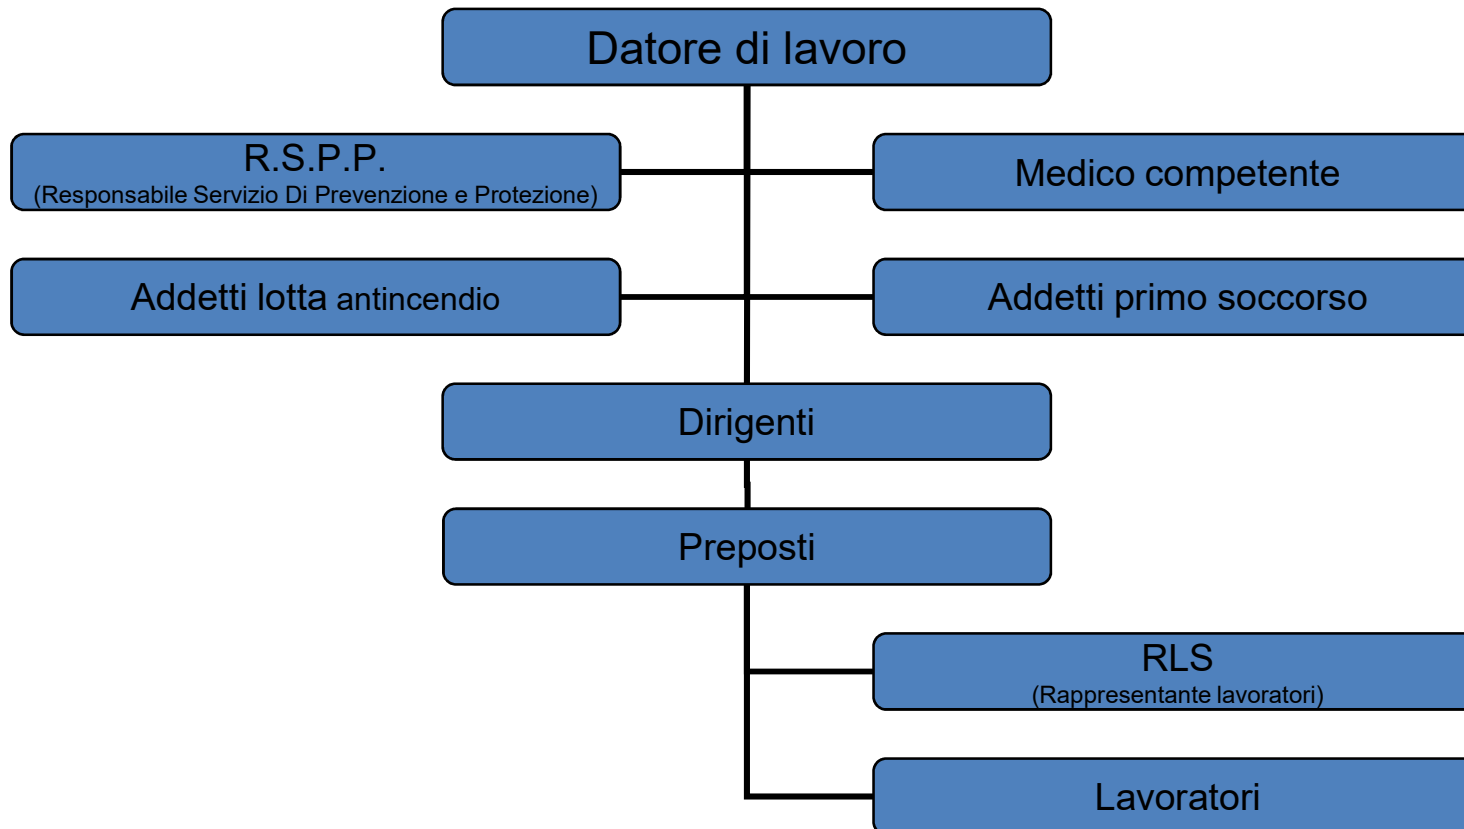 Datore di lavoro
R.S.P.P.
(Responsabile Servizio Di Prevenzione e Protezione)
Medico competente
Addetti lotta antincendio
Addetti primo soccorso
Dirigenti
Preposti
RLS
(Rappresentante lavoratori)
Lavoratori